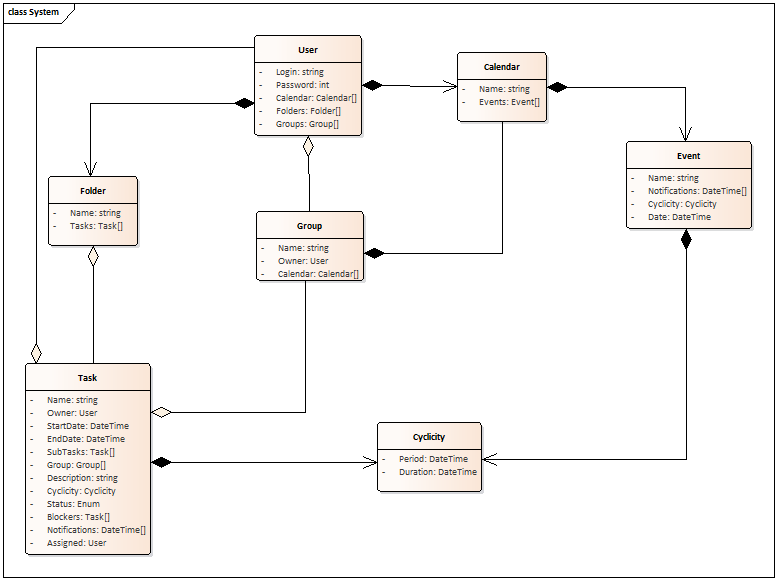 class System
User
- Login: string
- Password: int
- Calendar: Calendar[]
- Folders: Folder[]
- Groups: Group[]
Calendar
- Name: string
- Events: Event[]
Event
- Name: string
- Notifications: DateTime[]
- Cyclicity: Cyclicity
- Date: DateTime
Folder
- Name: string
- Tasks: Task[]
Group
- Name: string
- Owner: User
- Calendar: Calendar[]
Task
- Name: string
- Owner: User
- StartDate: DateTime
- EndDate: DateTime
- SubTasks: Task[]
- Group: Group[]
- Description: string
- Cyclicity: Cyclicity
- Status: Enum
- Blockers: Task[]
- Notifications: DateTime[]
- Assigned: User
Cyclicity
- Period: DateTime
- Duration: DateTime